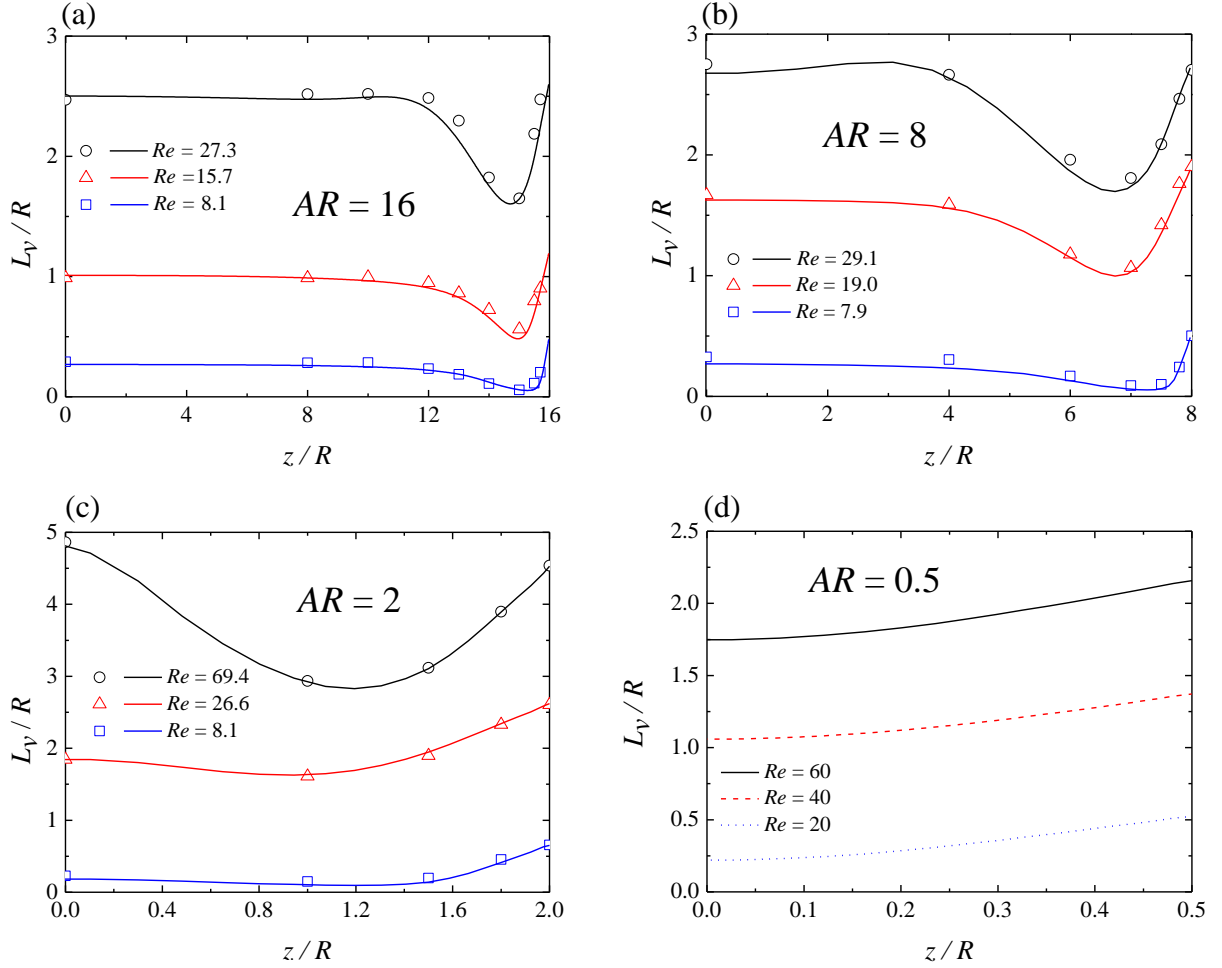 (a)
3
2
1
0
L_v / R
Re = 27.3
Re =15.7
Re = 8.1
AR = 16
0 4 8 12 16
z / R
(b)
3
2
1
0
L_v / R
AR = 8
Re = 29.1
Re = 19.0
Re = 7.9
0 2 4 6 8
z / R
(c)
5
4
3
2
1
0
L_v / R
AR = 2
Re = 69.4
Re = 26.6
Re = 8.1
0.0 0.4 0.8 1.2 1.6 2.0
z / R
(d)
2.5
2.0
1.5
1.0
0.5
0.0
L_v / R
AR = 0.5
Re = 60
Re = 40
Re = 20
0.0 0.1 0.2 0.3 0.4 0.5
z / R